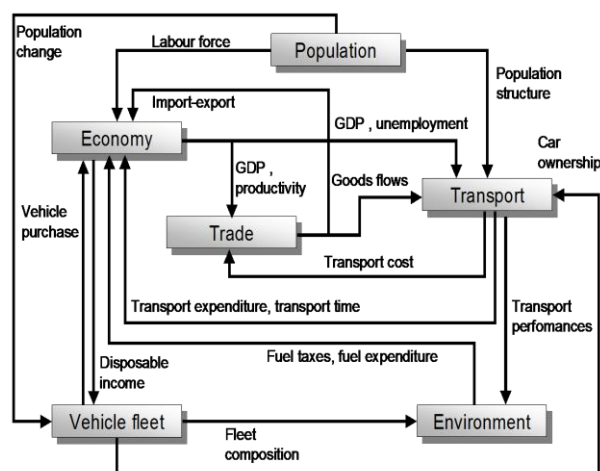 Population
change
Labour force
Population
Population
structure
Import-export
Economy
GDP , unemployment
Car
ownership
GDP ,
productivity
Goods flows
Transport
Vehicle
purchase
Trade
Transport cost
Transport expenditure, transport time
Transport
perfomances
Fuel taxes, fuel expenditure
Disposable
income
Vehicle fleet
Environment
Fleet
composition